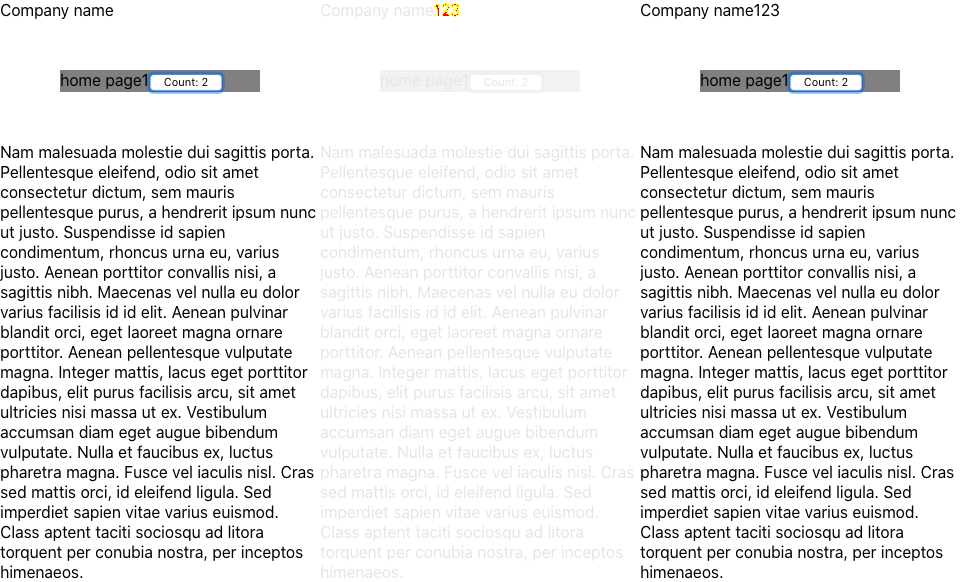 Company name
home page1 Count: 2
Nam malesuada molestie dui sagittis porta.
Pellentesque eleifend, odio sit amet
consectetur dictum, sem mauris
pellentesque purus, a hendrerit ipsum nunc
ut justo. Suspendisse id sapien
condimentum, rhoncus urna eu, varius
justo. Aenean porttitor convallis nisi, a
sagittis nibh. Maecenas vel nulla eu dolor
varius facilisis id id elit. Aenean pulvinar
blandit orci, eget laoreet magna ornare
porttitor. Aenean pellentesque vulputate
magna. Integer mattis, lacus eget porttitor
dapibus, elit purus facilisis arcu, sit amet
ultricies nisi massa ut ex. Vestibulum
accumsan diam eget augue bibendum
vulputate. Nulla et faucibus ex, luctus
pharetra magna. Fusce vel iaculis nisl. Cras
sed mattis orci, id eleifend ligula. Sed
imperdiet sapien vitae varius euismod.
Class aptent taciti sociosqu ad litora
torquent per conubia nostra, per inceptos
himenaeos.
Company name123
home page1 Count: 2
Nam malesuada molestie dui sagittis porta.
Pellentesque eleifend, odio sit amet
consectetur dictum, sem mauris
pellentesque purus, a hendrerit ipsum nunc
ut justo. Suspendisse id sapien
condimentum, rhoncus urna eu, varius
justo. Aenean porttitor convallis nisi, a
sagittis nibh. Maecenas vel nulla eu dolor
varius facilisis id id elit. Aenean pulvinar
blandit orci, eget laoreet magna ornare
porttitor. Aenean pellentesque vulputate
magna. Integer mattis, lacus eget porttitor
dapibus, elit purus facilisis arcu, sit amet
ultricies nisi massa ut ex. Vestibulum
accumsan diam eget augue bibendum
vulputate. Nulla et faucibus ex, luctus
pharetra magna. Fusce vel iaculis nisl. Cras
sed mattis orci, id eleifend ligula. Sed
imperdiet sapien vitae varius euismod.
Class aptent taciti sociosqu ad litora
torquent per conubia nostra, per inceptos
himenaeos.
Company name123
home page1 Count: 2
Nam malesuada molestie dui sagittis porta.
Pellentesque eleifend, odio sit amet
consectetur dictum, sem mauris
pellentesque purus, a hendrerit ipsum nunc
ut justo. Suspendisse id sapien
condimentum, rhoncus urna eu, varius
justo. Aenean porttitor convallis nisi, a
sagittis nibh. Maecenas vel nulla eu dolor
varius facilisis id id elit. Aenean pulvinar
blandit orci, eget laoreet magna ornare
porttitor. Aenean pellentesque vulputate
magna. Integer mattis, lacus eget porttitor
dapibus, elit purus facilisis arcu, sit amet
ultricies nisi massa ut ex. Vestibulum
accumsan diam eget augue bibendum
vulputate. Nulla et faucibus ex, luctus
pharetra magna. Fusce vel iaculis nisl. Cras
sed mattis orci, id eleifend ligula. Sed
imperdiet sapien vitae varius euismod.
Class aptent taciti sociosqu ad litora
torquent per conubia nostra, per inceptos
himenaeos.